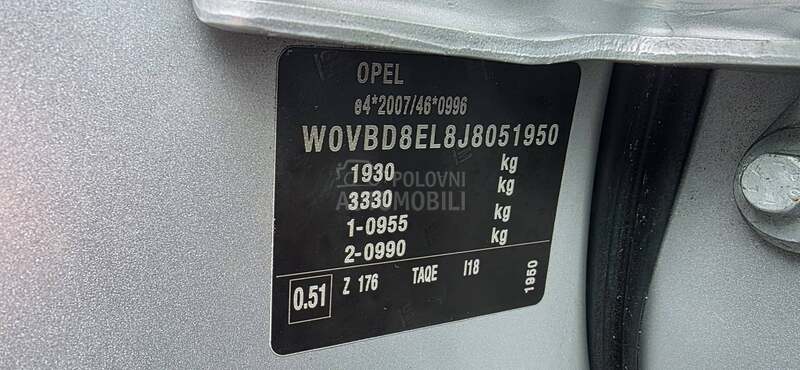 OPEL
e4*2007/46*0996
W0VBD8EL8J8051950
1930 kg
3330 kg
1-0955 kg
2-0990 kg
0.51 Z 176 TAQE I18 1950
POLOVNI
AUTOMOBILI